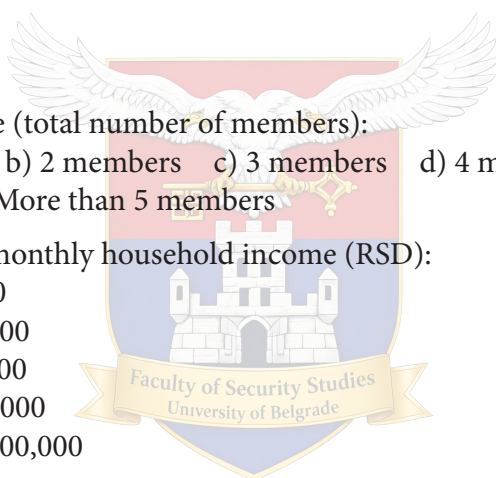 e (total number of members):
b) 2 members c) 3 members d) 4 m
More than 5 members
monthly household income (RSD):
0
00
00
000
00,000
Faculty of Security Studies
University of Belgrade